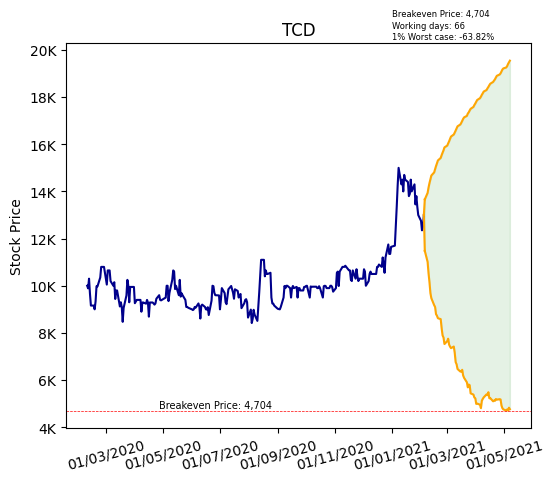 Breakeven Price: 4,704
Working days: 66
1% Worst case: -63.82%
TCD
Stock Price
20K
18K
16K
14K
12K
10K
8K
6K
4K
Breakeven Price: 4,704
01/03/2020
01/05/2020
01/07/2020
01/09/2020
01/11/2020
01/01/2021
01/03/2021
01/05/2021